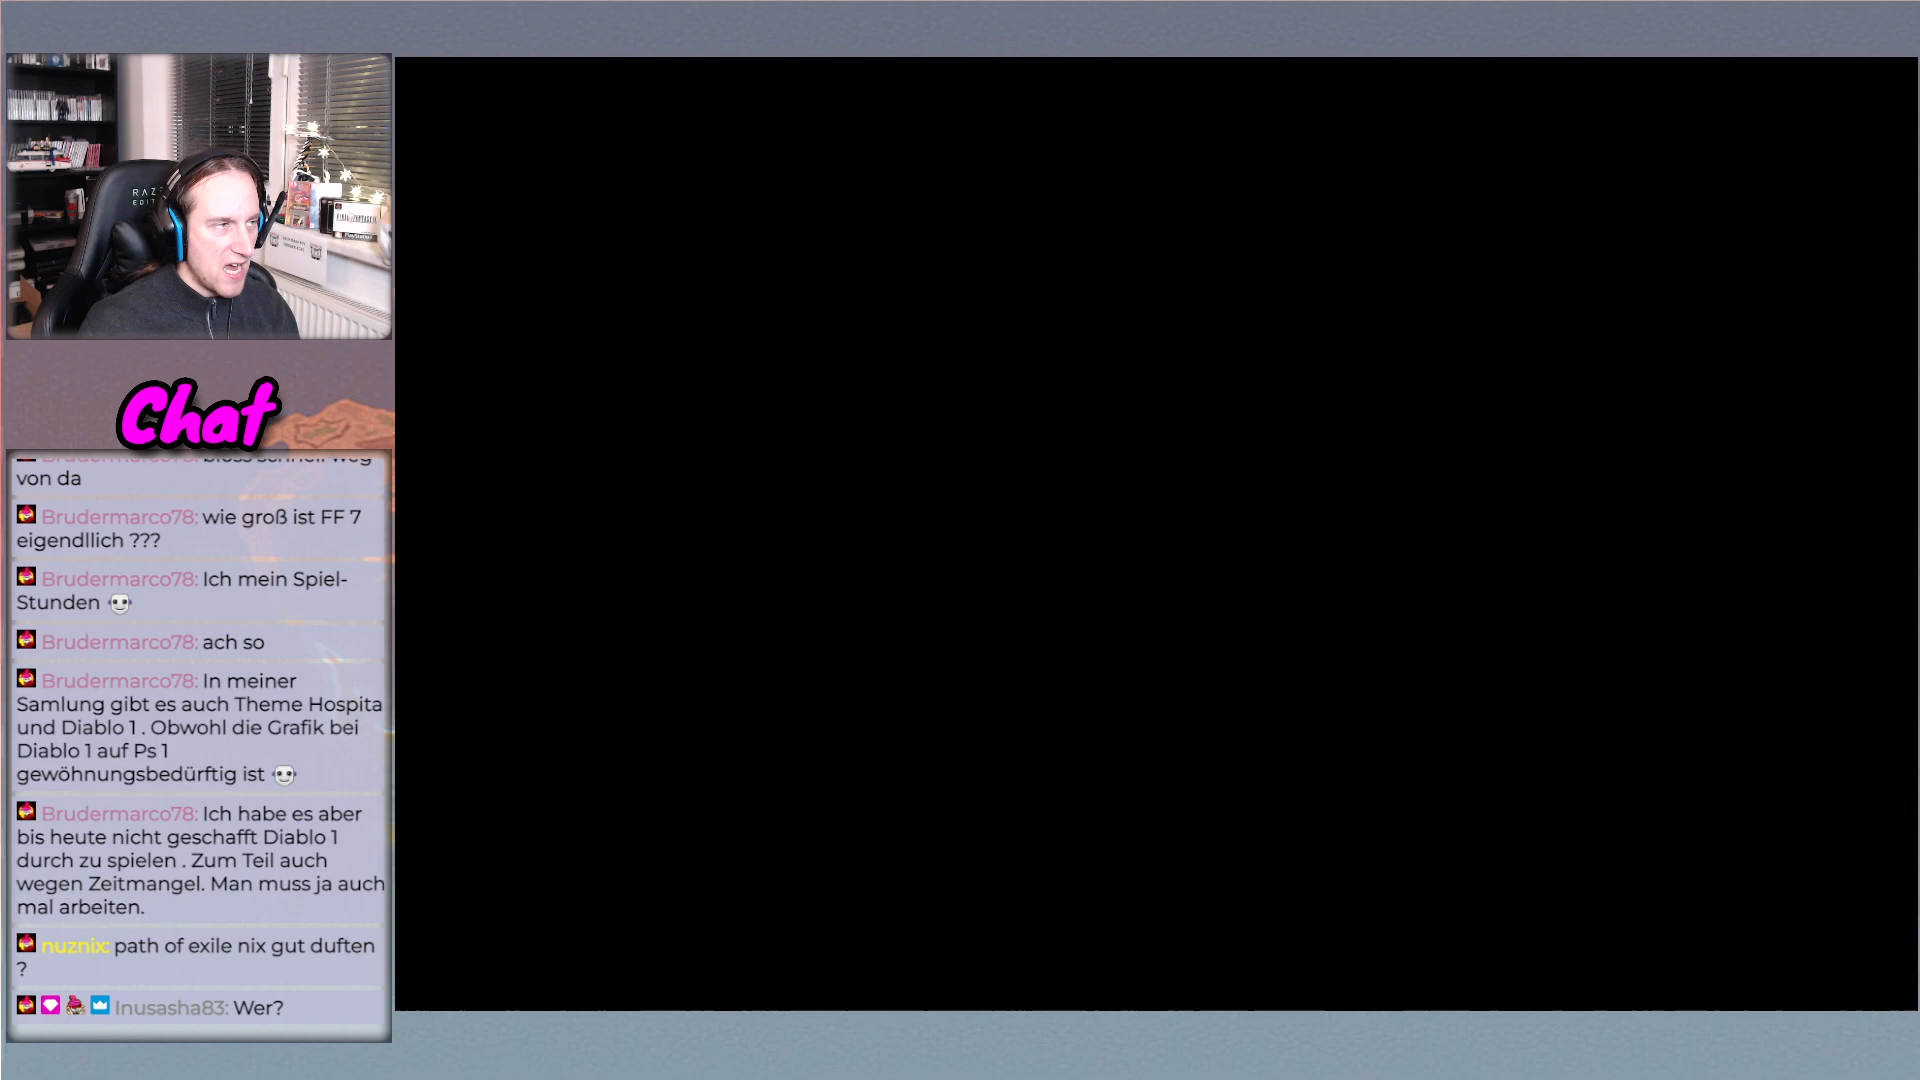 RAZ
EDIT
Chat
von da
Brudermarco78: wie groß ist FF 7
eigendllich ???
Brudermarco78: Ich mein Spiel-
Stunden
Brudermarco78: ach so
Brudermarco78: In meiner
Samlung gibt es auch Theme Hospita
und Diablo 1 . Obwohl die Grafik bei
Diablo 1 auf Ps 1
gewöhnungsbedürftig ist
Brudermarco78: Ich habe es aber
bis heute nicht geschafft Diablo 1
durch zu spielen . Zum Teil auch
wegen Zeitmangel. Man muss ja auch
mal arbeiten.
nuznix: path of exile nix gut duften
?
Inusasha83: Wer?